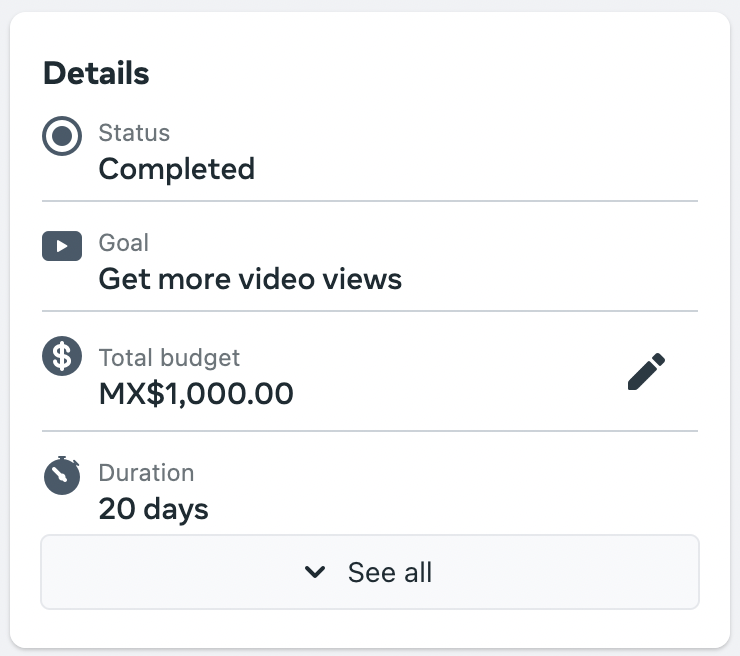 Details
Status
Completed
Goal
Get more video views
Total budget
MX$1,000.00
Duration
20 days
See all